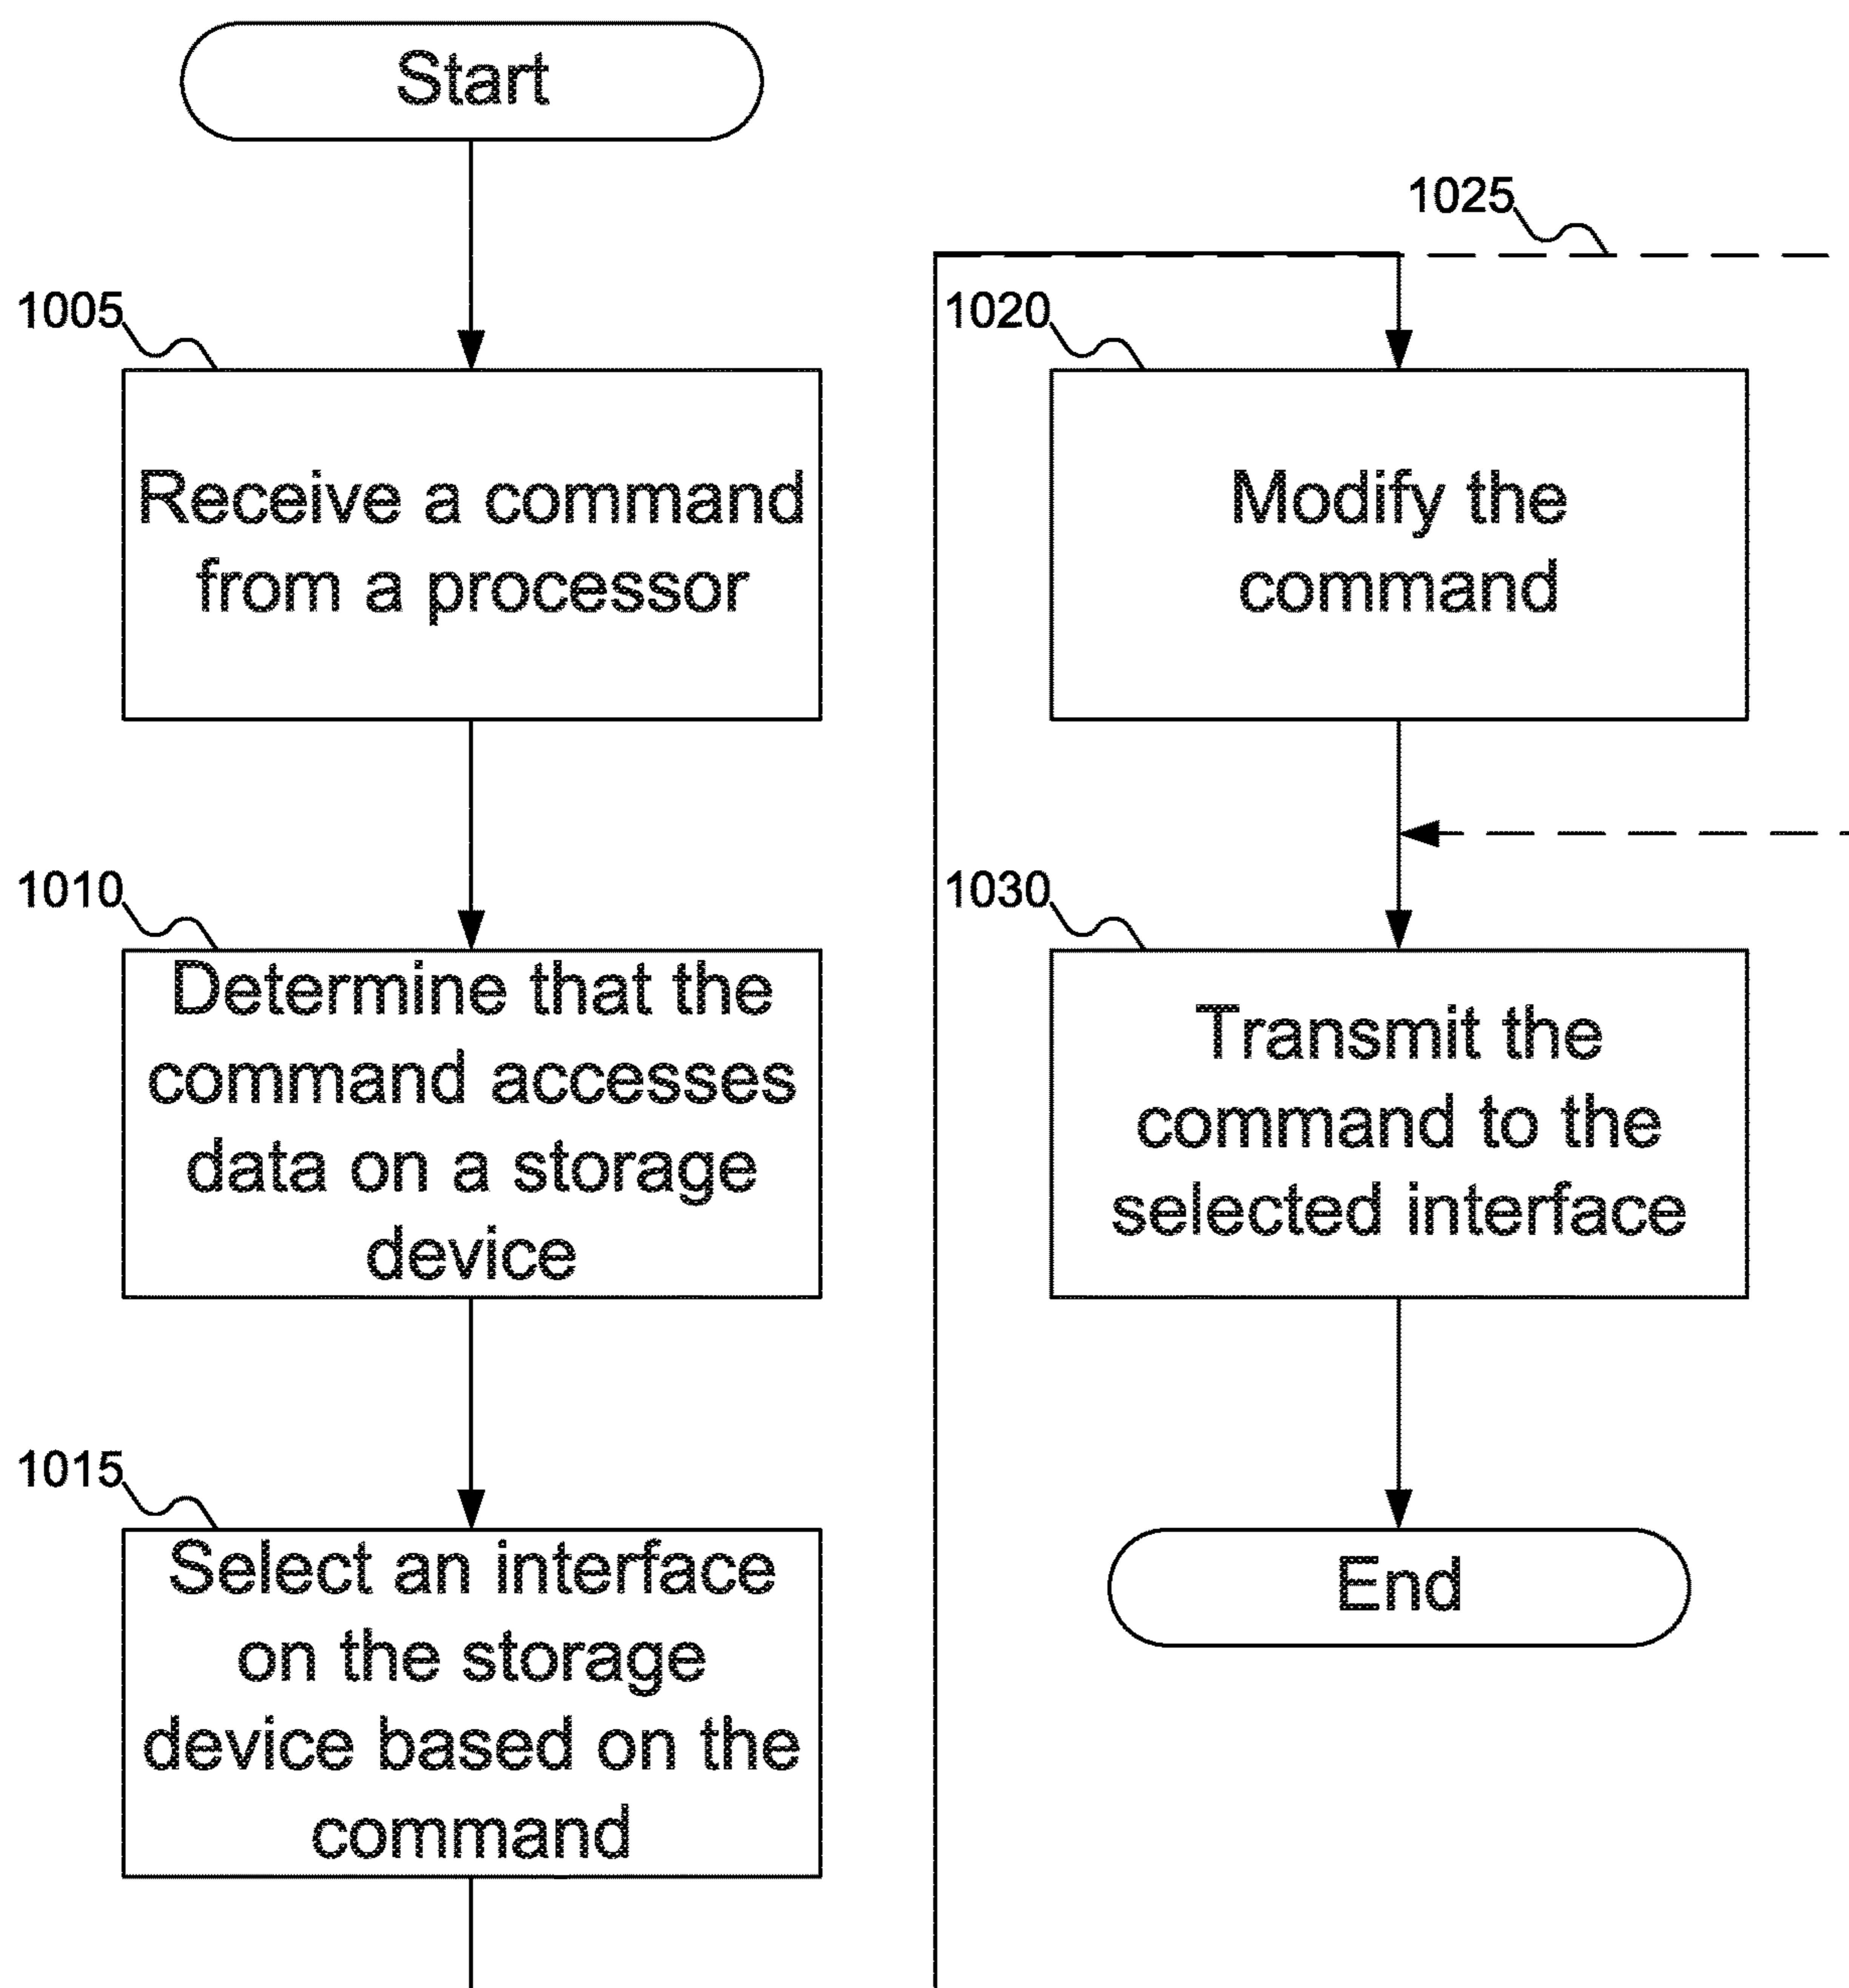 Start
1005
Receive a command
from a processor
1010
Determine that the
command accesses
data on a storage
device
1015
Select an interface
on the storage
device based on the
command
1025
1020
Modify the
command
1030
Transmit the
command to the
selected interface
End